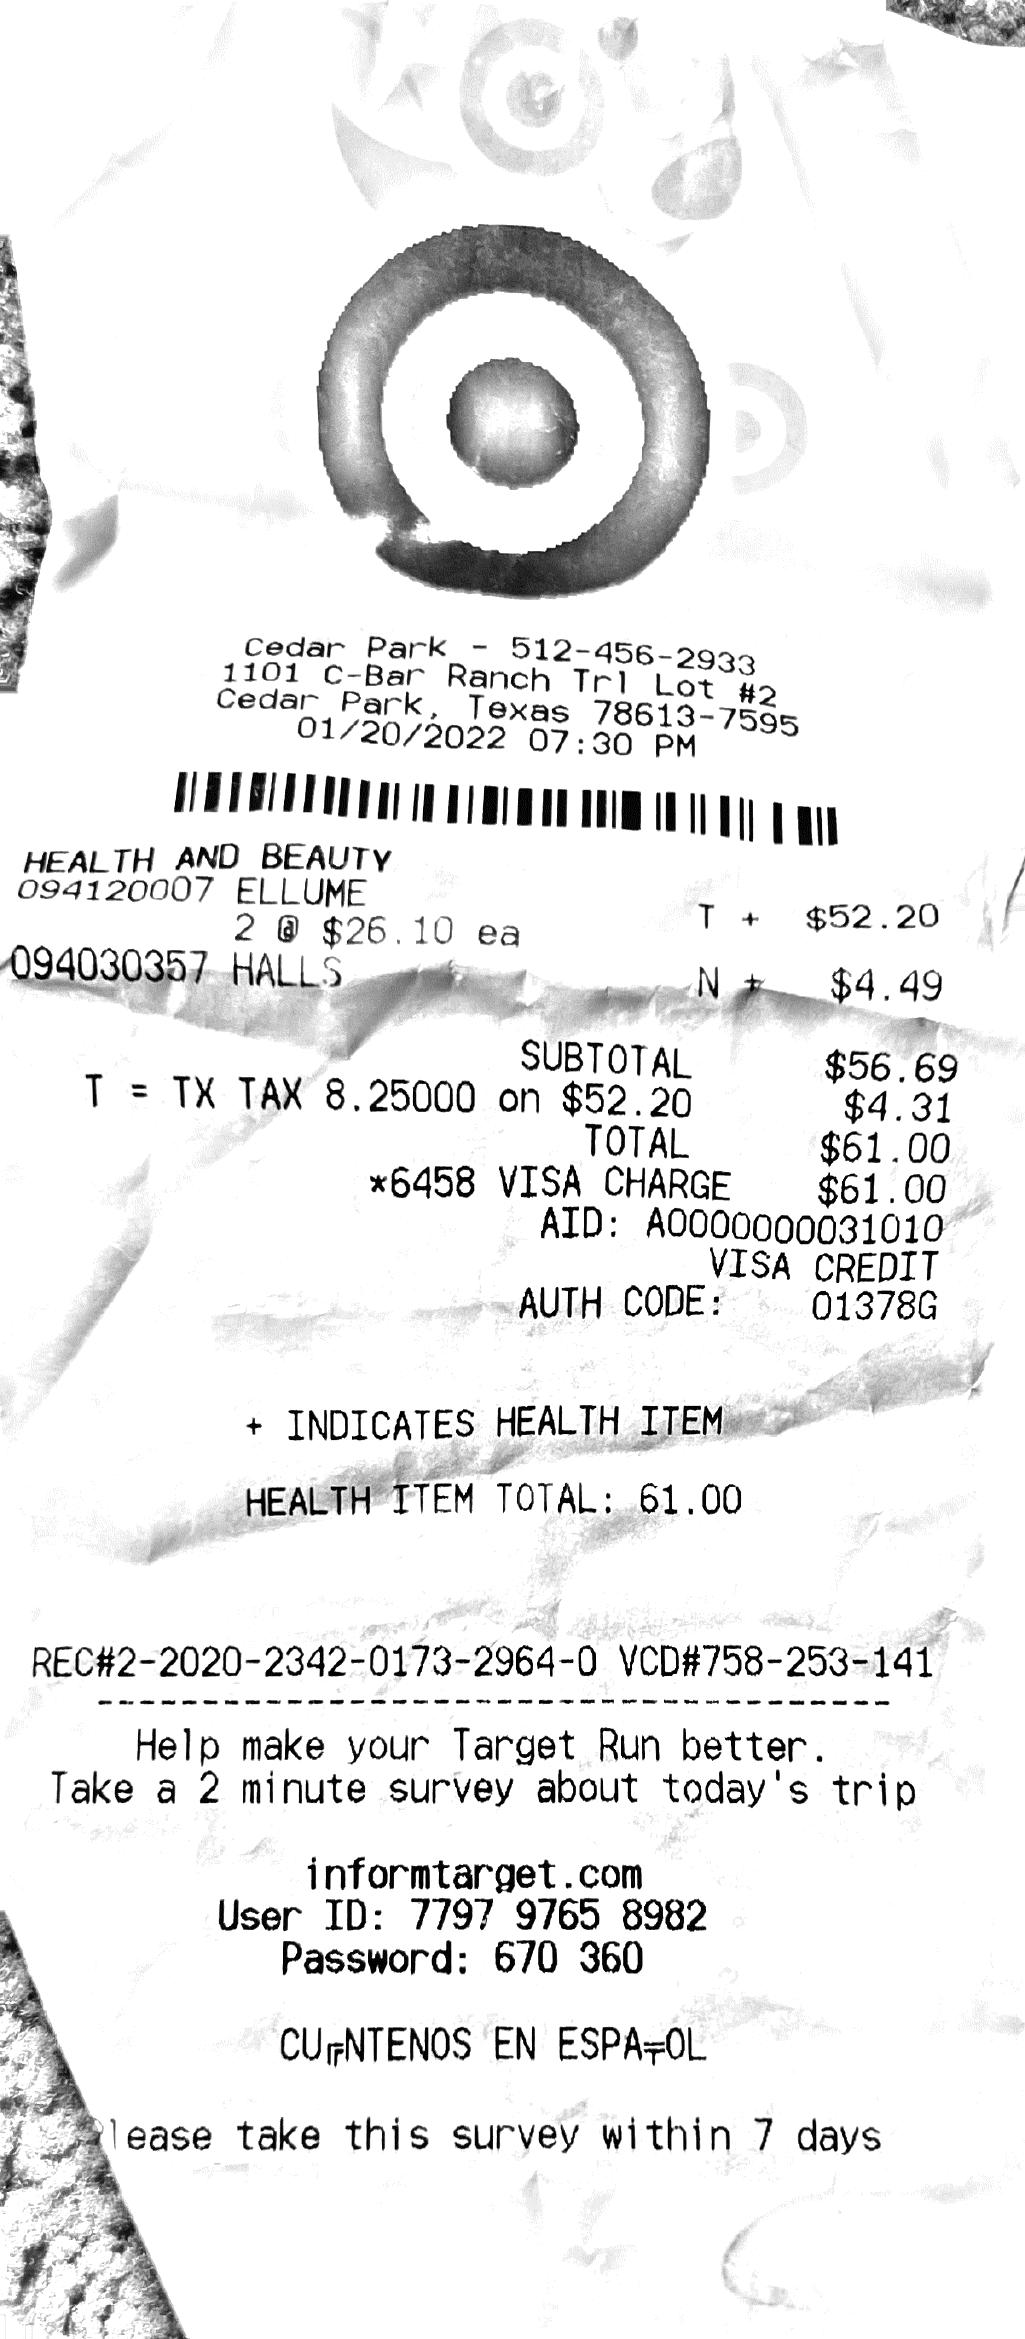 Cedar Park - 512-456-2933
1101 C-Bar Ranch Trl Lot #2
Cedar Park, Texas 78613-7595
01/20/2022 07:30 PM
HEALTH AND BEAUTY
094120007 ELLUME T + $52.20
2 @ $26.10 ea
094030357 HALLS N + $4.49
SUBTOTAL $56.69
T = TX TAX 8.25000 on $52.20 $4.31
TOTAL $61.00
*6458 VISA CHARGE $61.00
AID: A0000000031010
VISA CREDIT
AUTH CODE: 01378G
+ INDICATES HEALTH ITEM
HEALTH ITEM TOTAL: 61.00
REC#2-2020-2342-0173-2964-0 VCD#758-253-141
--------------------------------------
Help make your Target Run better.
Take a 2 minute survey about today's trip
informtarget.com
User ID: 7797 9765 8982
Password: 670 360
CU╓NTENOS EN ESPA╤OL
Please take this survey within 7 days